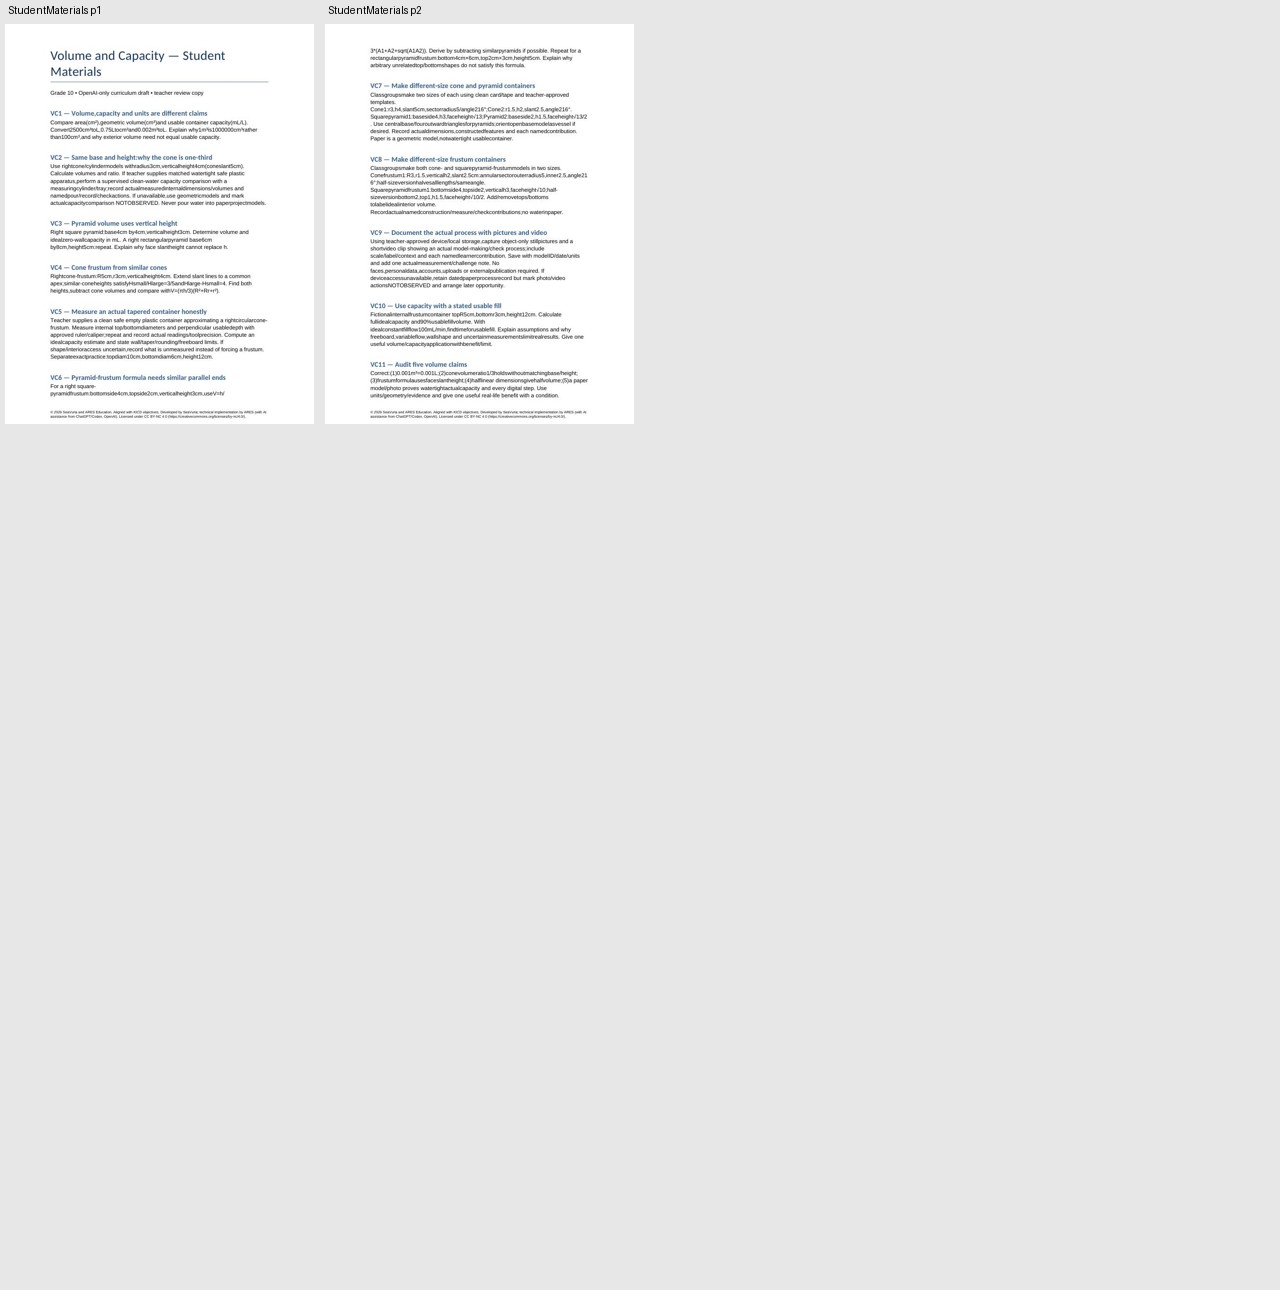 StudentMaterials p1
Volume and Capacity — Student
Materials
Grade 10 • OpenAI-only curriculum draft • teacher review copy
VC1 — Volume,capacity and units are different claims
Compare area(cm²),geometric volume(cm³)and usable container capacity(mL/L).
Convert2500cm³toL,0.75Ltocm³and0.002m³toL. Explain why1m³is1000000cm³rather
than100cm³,and why exterior volume need not equal usable capacity.
VC2 — Same base and height:why the cone is one-third
Use rightcone/cylindermodels withradius3cm,verticalheight4cm(coneslant5cm).
Calculate volumes and ratio. If teacher supplies matched watertight safe plastic
apparatus,perform a supervised clean-water capacity comparison with a
measuringcylinder/tray;record actualmeasuredinternaldimensions/volumes and
namedpour/record/checkactions. If unavailable,use geometricmodels and mark
actualcapacitycomparison NOTOBSERVED. Never pour water into paperprojectmodels.
VC3 — Pyramid volume uses vertical height
Right square pyramid:base4cm by4cm,verticalheight3cm. Determine volume and
idealzero-wallcapacity in mL. A right rectangularpyramid base6cm
by8cm,height5cm:repeat. Explain why face slantheight cannot replace h.
VC4 — Cone frustum from similar cones
Rightcone-frustum:R5cm,r3cm,verticalheight4cm. Extend slant lines to a common
apex;similar-coneheights satisfyHsmall/Hlarge=3/5andHlarge-Hsmall=4. Find both
heights,subtract cone volumes and compare withV=(πh/3)(R²+Rr+r²).
VC5 — Measure an actual tapered container honestly
Teacher supplies a clean safe empty plastic container approximating a rightcircularcone-
frustum. Measure internal top/bottomdiameters and perpendicular usabledepth with
approved ruler/caliper;repeat and record actual readings/toolprecision. Compute an
idealcapacity estimate and state wall/taper/rounding/freeboard limits. If
shape/interioraccess uncertain,record what is unmeasured instead of forcing a frustum.
Separateexactpractice:topdiam10cm,bottomdiam6cm,height12cm.
VC6 — Pyramid-frustum formula needs similar parallel ends
For a right square-
pyramidfrustum:bottomside4cm,topside2cm,verticalheight3cm,useV=h/
StudentMaterials p2
3*(A1+A2+sqrt(A1A2)). Derive by subtracting similarpyramids if possible. Repeat for a
rectangularpyramidfrustum:bottom4cm×6cm,top2cm×3cm,height5cm. Explain why
arbitrary unrelatedtop/bottomshapes do not satisfy this formula.
VC7 — Make different-size cone and pyramid containers
Classgroupsmake two sizes of each using clean card/tape and teacher-approved
templates.
Cone1:r3,h4,slant5cm,sectorradius5/angle216°;Cone2:r1.5,h2,slant2.5,angle216°.
Squarepyramid1:baseside4,h3,faceheight√13;Pyramid2:baseside2,h1.5,faceheight√13/2
. Use centralbase/fouroutwardtrianglesforpyramids;orientopenbasemodelasvessel if
desired. Record actualdimensions,constructedfeatures and each namedcontribution.
Paper is a geometric model,notwatertight usablecontainer.
VC8 — Make different-size frustum containers
Classgroupsmake both cone- and squarepyramid-frustummodels in two sizes.
Conefrustum1:R3,r1.5,vertical2,slant2.5cm:annularsectorouterradius5,inner2.5,angle21
6°;half-sizeversionhalvesalllengths/sameangle.
Squarepyramidfrustum1:bottomside4,topside2,vertical3,faceheight√10;half-
sizeversionbottom2,top1,h1.5,faceheight√10/2. Add/removetops/bottoms
tolabelidealinterior volume.
Recordactualnamedconstruction/measure/checkcontributions;no waterinpaper.
VC9 — Document the actual process with pictures and video
Using teacher-approved device/local storage,capture object-only stillpictures and a
shortvideo clip showing an actual model-making/check process;include
scale/label/context and each namedlearnercontribution. Save with modelID/date/units
and add one actualmeasurement/challenge note. No
faces,personaldata,accounts,uploads or externalpublication required. If
deviceaccessunavailable,retain datedpaperprocessrecord but mark photo/video
actionsNOTOBSERVED and arrange later opportunity.
VC10 — Use capacity with a stated usable fill
Fictionalinternalfrustumcontainer topR5cm,bottomr3cm,height12cm. Calculate
fullidealcapacity and90%usablefillvolume. With
idealconstantfillflow100mL/min,findtimeforusablefill. Explain assumptions and why
freeboard,variableflow,wallshape and uncertainmeasurementslimitrealresults. Give one
useful volume/capacityapplicationwithbenefit/limit.
VC11 — Audit five volume claims
Correct:(1)0.001m³=0.001L;(2)conevolumeratio1/3holdswithoutmatchingbase/height;
(3)frustumformulausesfaceslantheight;(4)halflinear dimensionsgivehalfvolume;(5)a paper
model/photo proves watertightactualcapacity and every digital step. Use
units/geometry/evidence and give one useful real-life benefit with a condition.